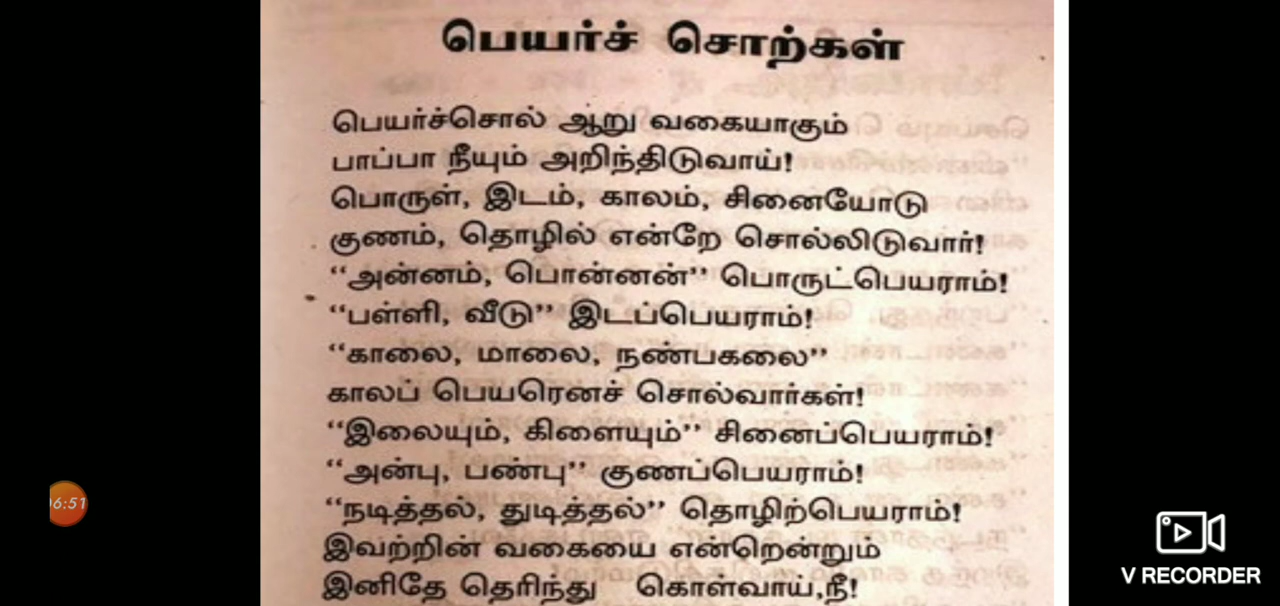 பெயர்ச் சொற்கள்
பெயர்ச்சொல் ஆறு வகையாகும்
பாப்பா நீயும் அறிந்திடுவாய்!
பொருள், இடம், காலம், சினையோடு
குணம், தொழில் என்றே சொல்லிடுவார்!
“அன்னம், பொன்னன்” பொருட்பெயராம்!
“பள்ளி, வீடு” இடப்பெயராம்!
“காலை, மாலை, நண்பகலை”
காலப் பெயரெனச் சொல்வார்கள்!
“இலையும், கிளையும்” சினைப்பெயராம்!
“அன்பு, பண்பு” குணப்பெயராம்!
“நடித்தல், துடித்தல்” தொழிற்பெயராம்!
இவற்றின் வகையை என்றென்றும்
இனிதே தெரிந்து கொள்வாய்,நீ!
06:51
V RECORDER